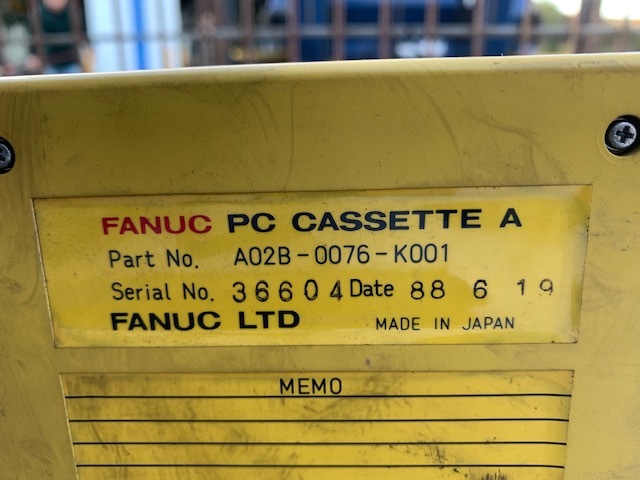 FANUC PC CASSETTE A
Part No. A02B-0076-K001
Serial No. 36604 Date 88 6 19
FANUC LTD MADE IN JAPAN
MEMO